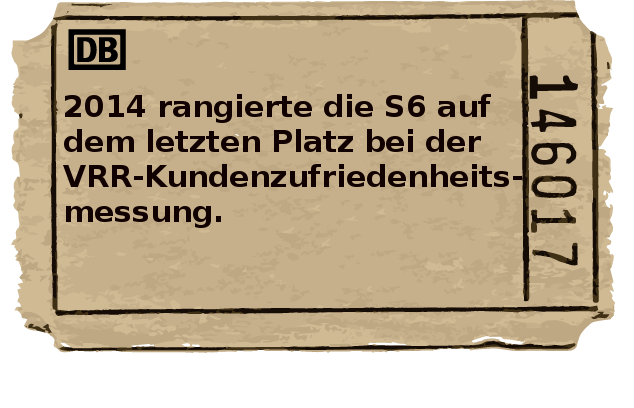 DB
2014 rangierte die S6 auf
dem letzten Platz bei der
VRR-Kundenzufriedenheits-
messung.
146017